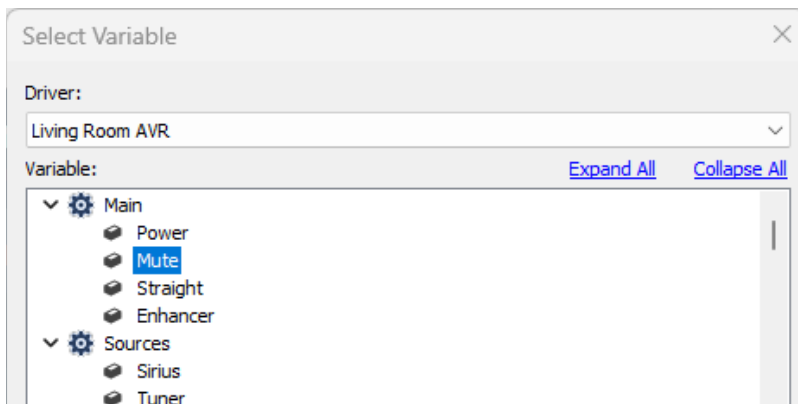 Select Variable
Driver:
Living Room AVR
Variable: Expand All Collapse All
Main
Power
Mute
Straight
Enhancer
Sources
Sirius
Tuner